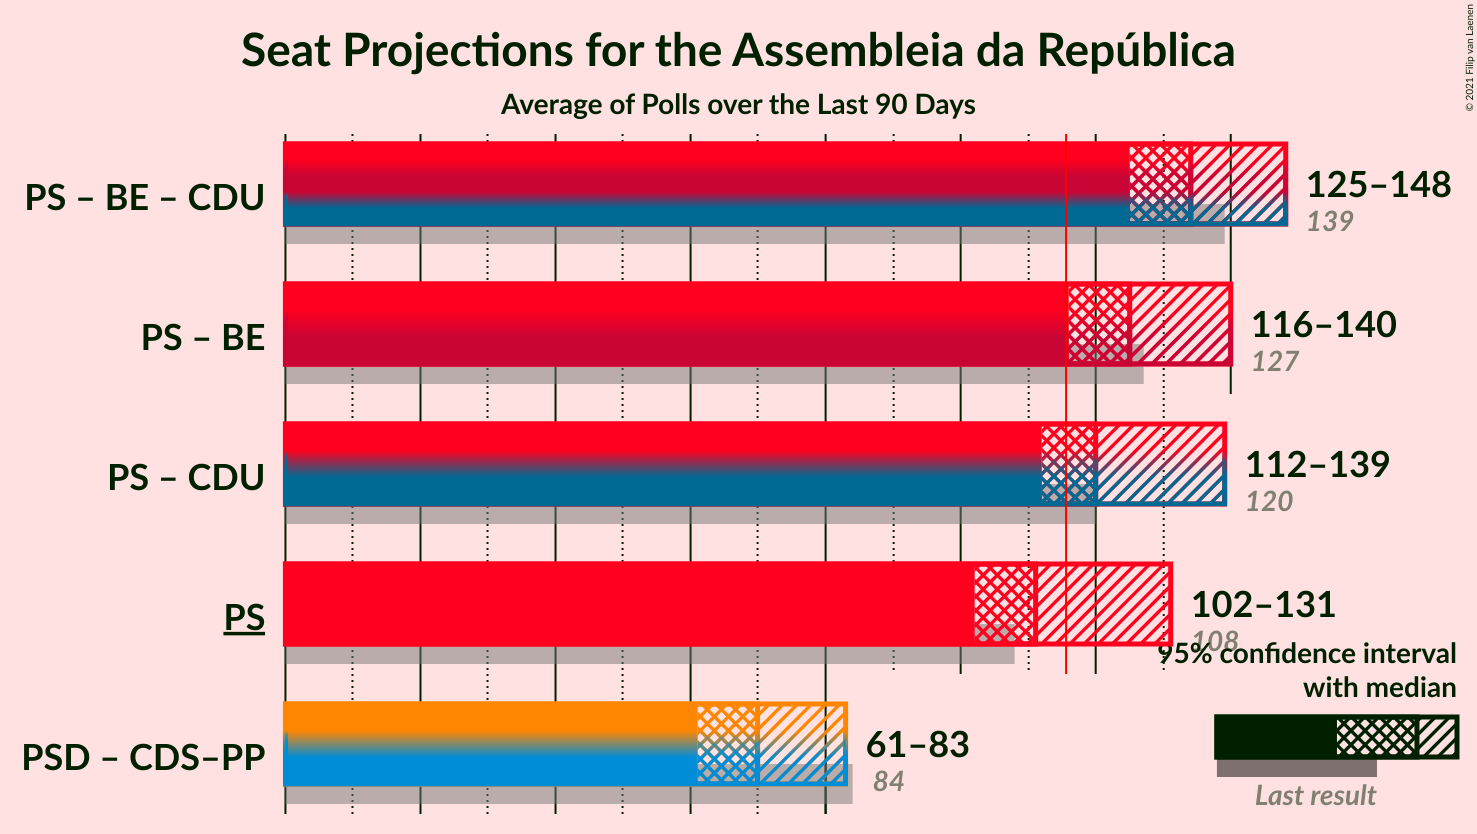 Seat Projections for the Assembleia da República
Average of Polls over the Last 90 Days
© 2021 Filip van Laenen
PS – BE – CDU
125–148
139
PS – BE
116–140
127
PS – CDU
112–139
120
PS
102–131
108
PSD – CDS–PP
61–83
84
95% confidence interval
with median
Last result